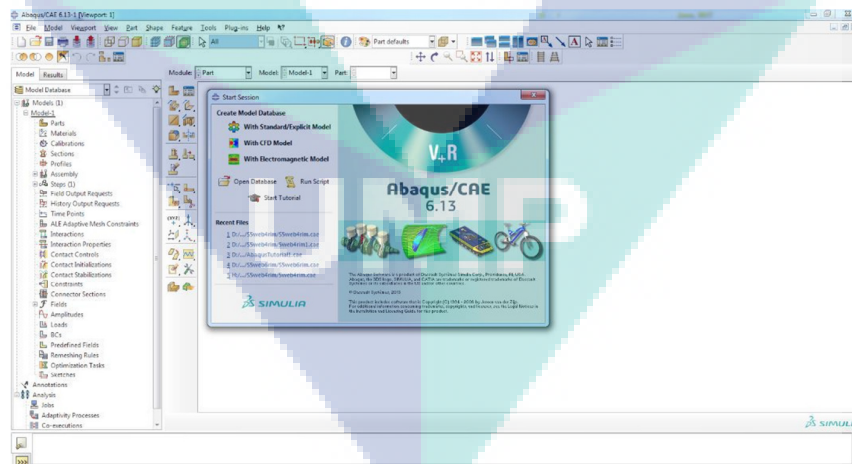 Abaqus/CAE 6.13-1 [Viewport: 1]
File Model Viewport View Part Shape Feature Tools Plug-ins Help
All Part defaults
Model Results Module: Part Model: Model-1 Part:
Model Database
Models (1)
Model-1
Parts
Materials
Calibrations
Sections
Profiles
Assembly
Steps (1)
Field Output Requests
History Output Requests
Time Points
ALE Adaptive Mesh Constraints
Interactions
Interaction Properties
Contact Controls
Contact Initializations
Contact Stabilizations
Constraints
Connector Sections
Fields
Amplitudes
Loads
BCs
Predefined Fields
Remeshing Rules
Optimization Tasks
Sketches
Annotations
Analysis
Jobs
Adaptivity Processes
Co-executions
Start Session
Create Model Database
With Standard/Explicit Model
With CFD Model
With Electromagnetic Model
Open Database Run Script
Start Tutorial
Recent Files
SIMULIA
V+R
Abaqus/CAE
6.13
UMP
SIMULI